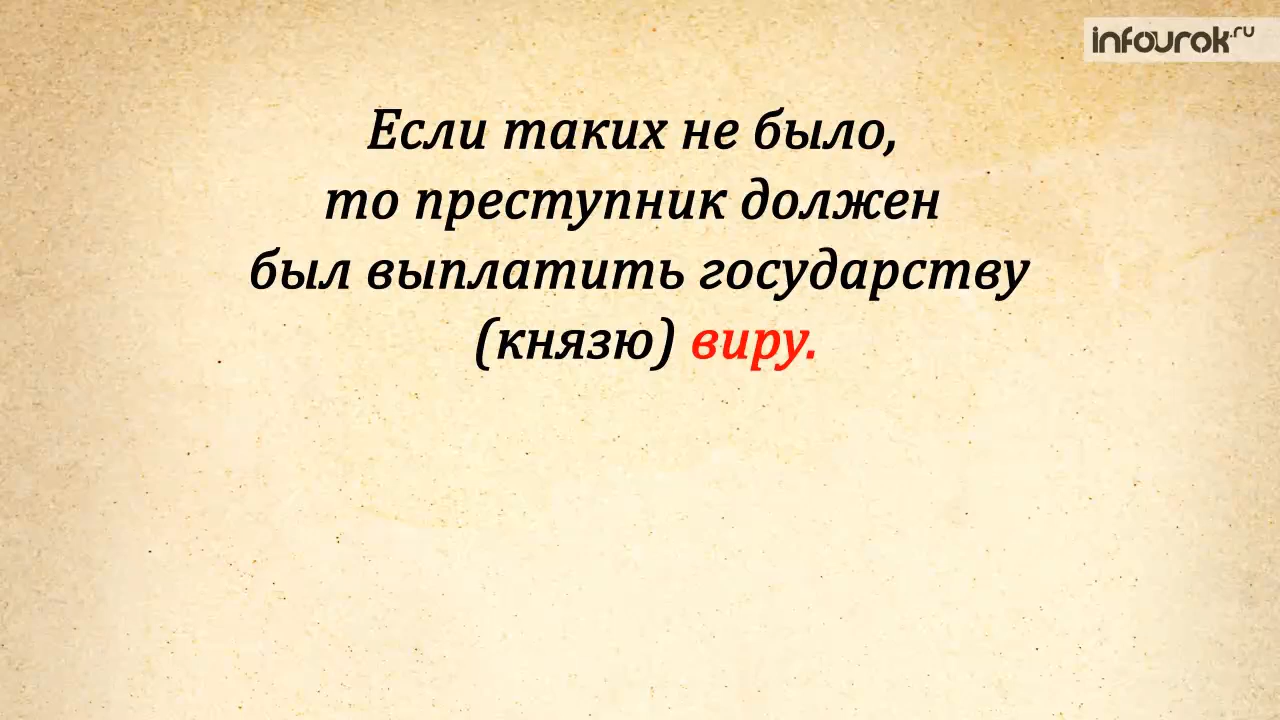 infourok.ru
Если таких не было,
то преступник должен
был выплатить государству
(князю) виру.